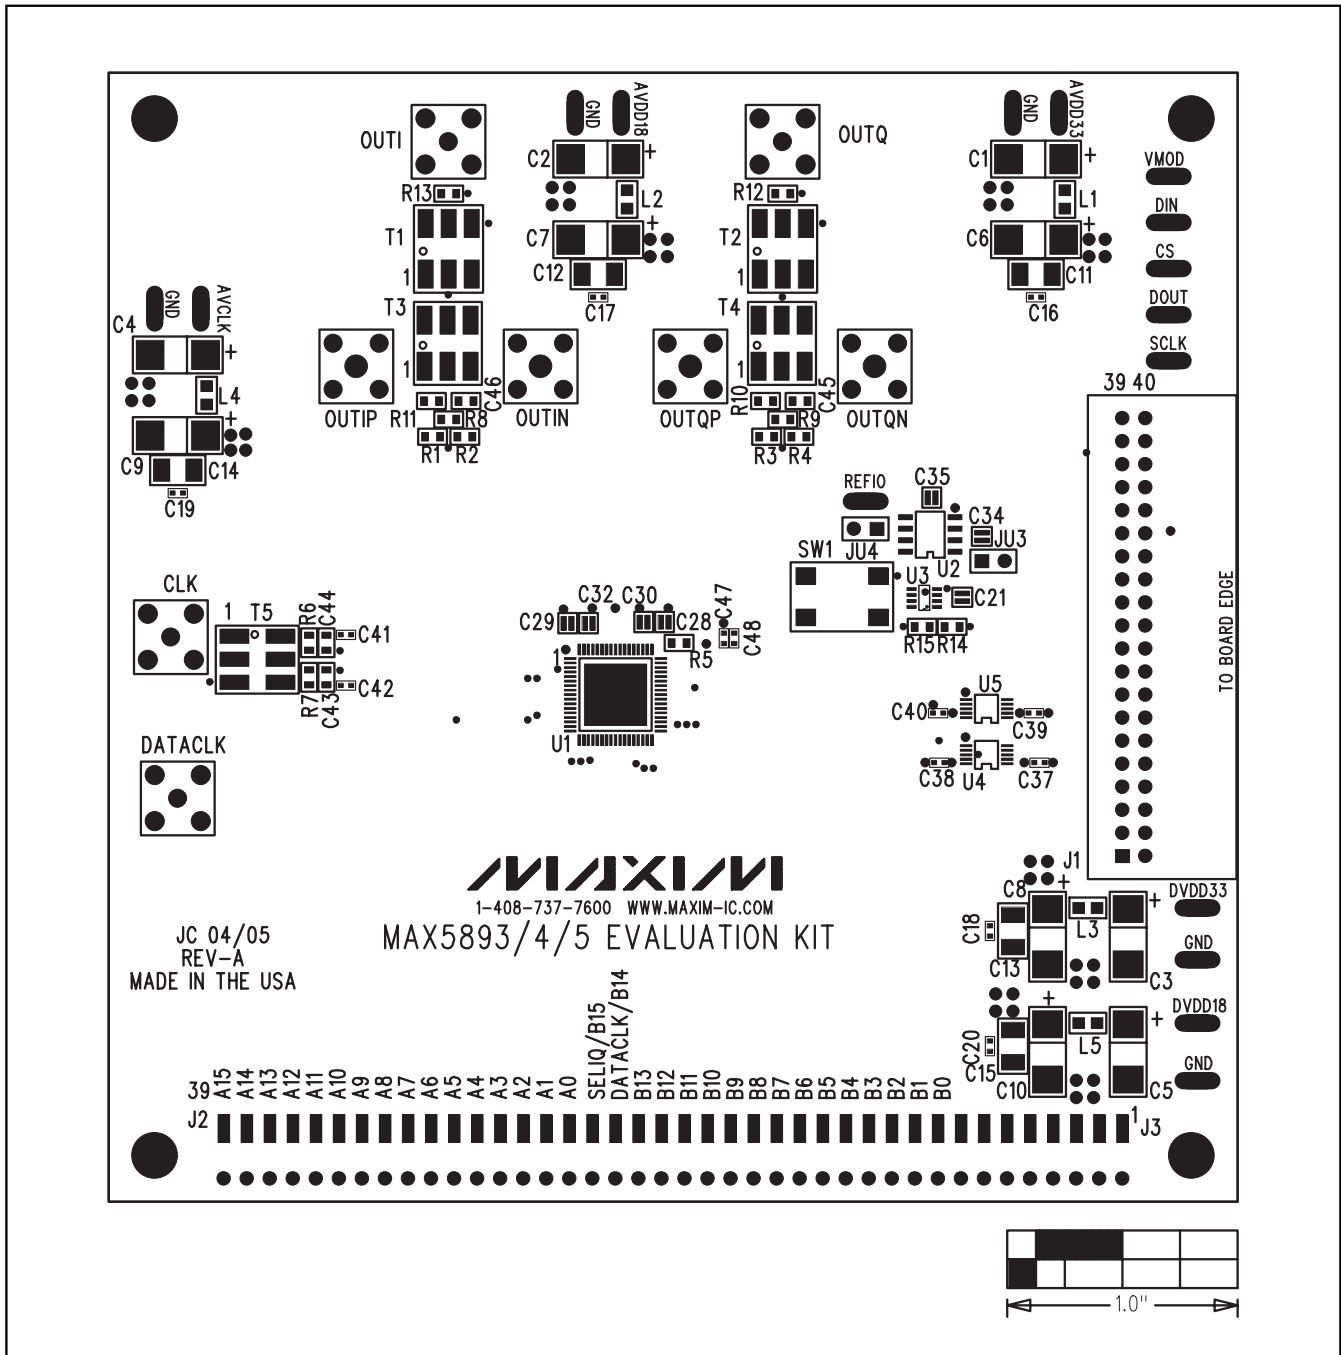 GND
AVDD18
GND
AVDD33
OUTI
C2
+
OUTQ
C1
+
VMOD
R13
L2
R12
L1
DIN
T1
C7
+
T2
C6
+
CS
1
C12
1
C11
DOUT
GND
AVCLK
C4
T3
C17
T4
C16
SCLK
+
1
1
39 40
L4
C46
R10
C45
OUTIP
R11
R8
OUTIN
OUTQP
R9
OUTQN
+
R1
R2
R3
R4
C9
C14
C19
REFIO
C35
C34
SW1
JU4
U2
JU3
CLK
1
T5
R6
C44
C41
C32
C30
C47
U3
C21
C29
C28
C48
R5
R15
R14
TO BOARD EDGE
1
R7
C43
C42
U5
C40
C39
U1
DATACLK
C38
U4
C37
MAXIM
1-408-737-7600 WWW.MAXIM-IC.COM
MAX5893/4/5 EVALUATION KIT
J1
C8
+
+
DVDD33
JC 04/05
REV-A
MADE IN THE USA
C18
L3
GND
C13
C3
+
+
DVDD18
C20
L5
C15
GND
C10
C5
39
A15
A14
A13
A12
A11
A10
A9
A8
A7
A6
A5
A4
A3
A2
A1
A0
SELIQ/B15
DATACLK/B14
B13
B12
B11
B10
B9
B8
B7
B6
B5
B4
B3
B2
B1
B0
J2
1
J3
1.0"